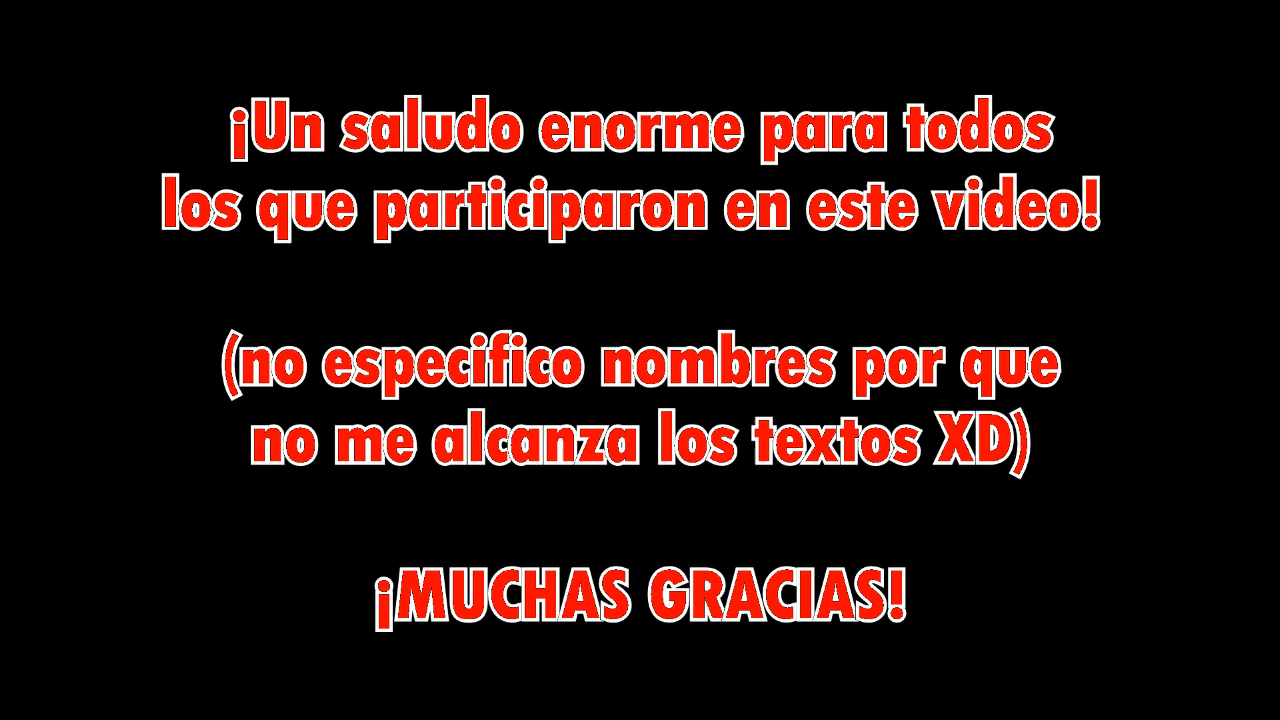 ¡Un saludo enorme para todos
los que participaron en este video!
(no especifico nombres por que
no me alcanza los textos XD)
¡MUCHAS GRACIAS!